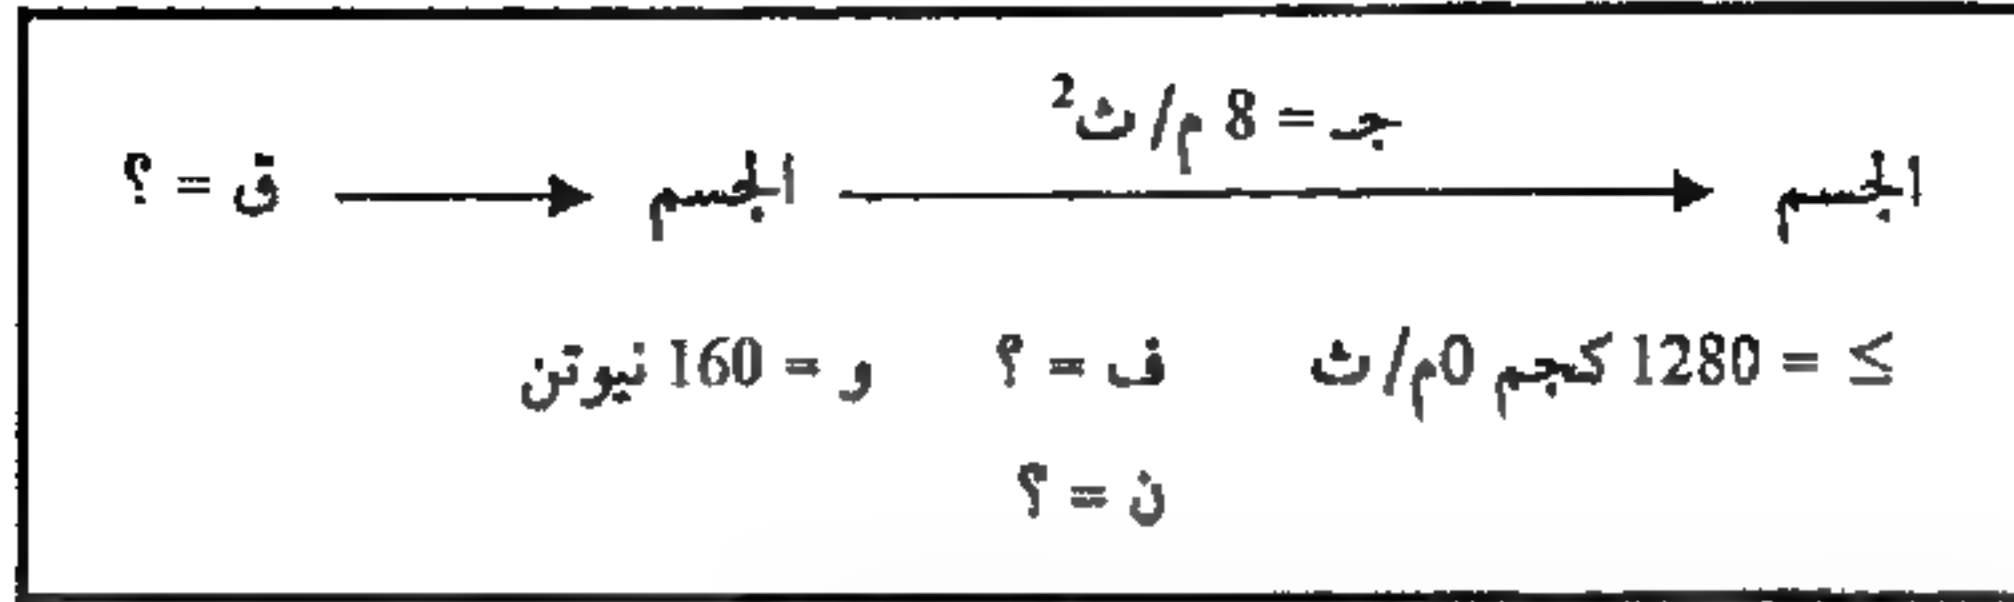 جـ = 8 م/ث²
الجسم الجسم ق = ؟
≥ = 1280 كجم 0م/ث ف = ؟ و = 160 نيوتن
ن = ؟